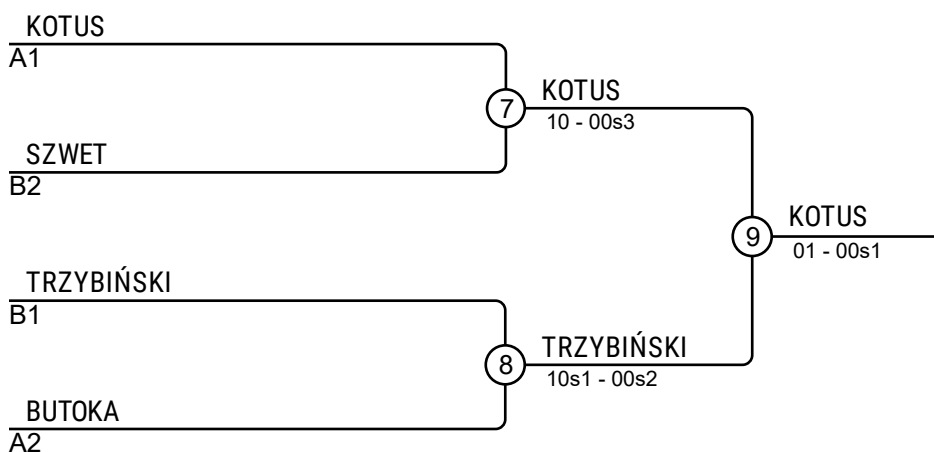 KOTUS
A1
7
KOTUS
10 - 00s3
SZWET
B2
9
KOTUS
01 - 00s1
TRZYBIŃSKI
B1
8
TRZYBIŃSKI
10s1 - 00s2
BUTOKA
A2